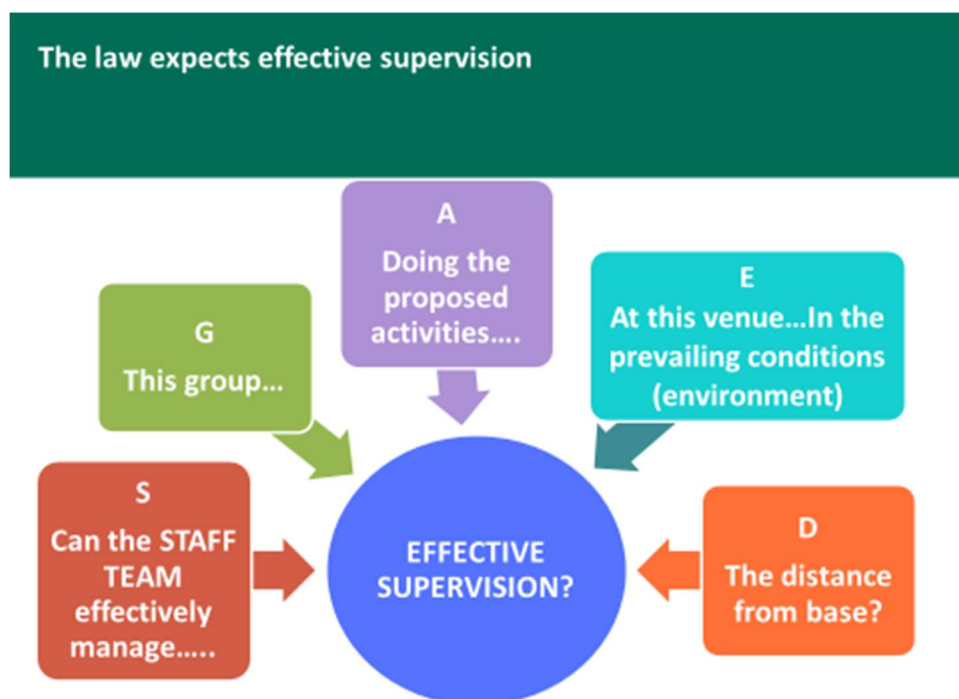 The law expects effective supervision
S
Can the STAFF
TEAM
effectively
manage…..
G
This group…
A
Doing the
proposed
activities….
E
At this venue…In the
prevailing conditions
(environment)
D
The distance
from base?
EFFECTIVE
SUPERVISION?